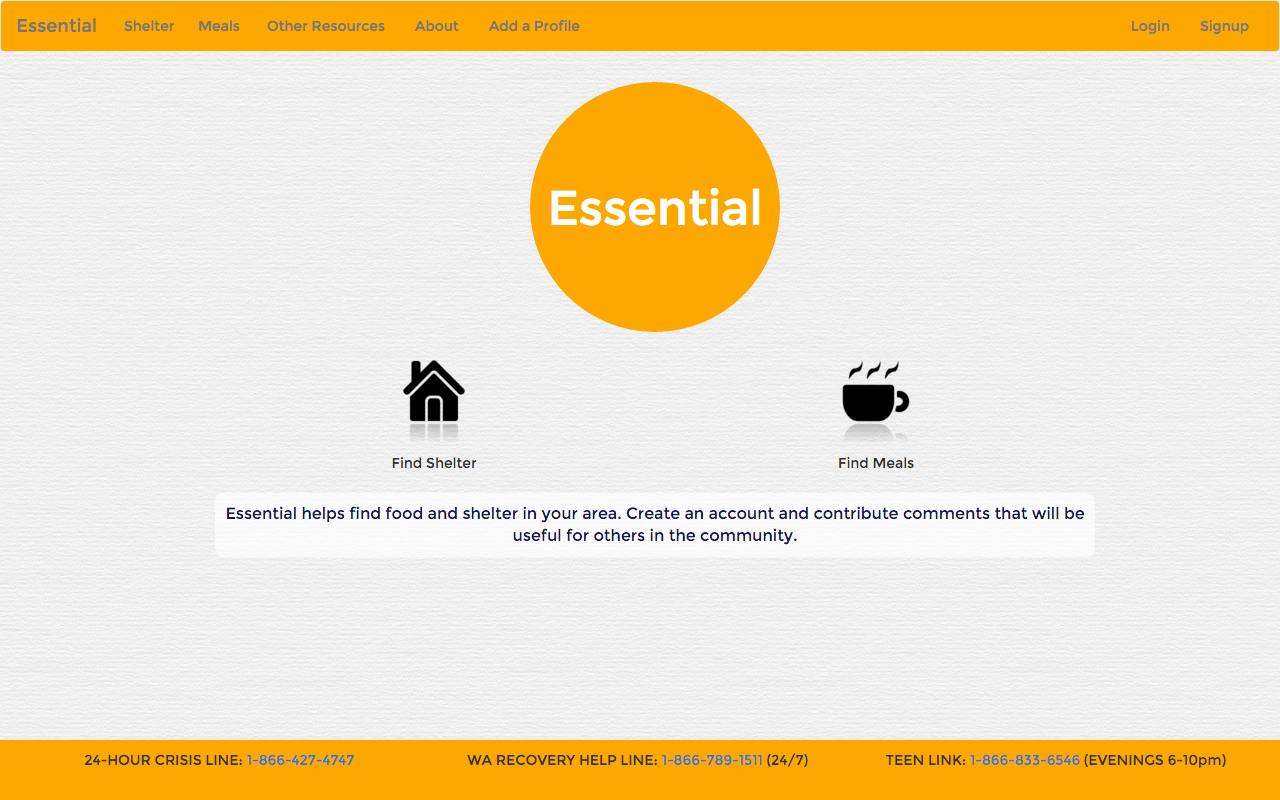 Essential Shelter Meals Other Resources About Add a Profile Login Signup
Essential
Find Shelter
Find Meals
Essential helps find food and shelter in your area. Create an account and contribute comments that will be
useful for others in the community.
24-HOUR CRISIS LINE: 1-866-427-4747
WA RECOVERY HELP LINE: 1-866-789-1511 (24/7)
TEEN LINK: 1-866-833-6546 (EVENINGS 6-10pm)